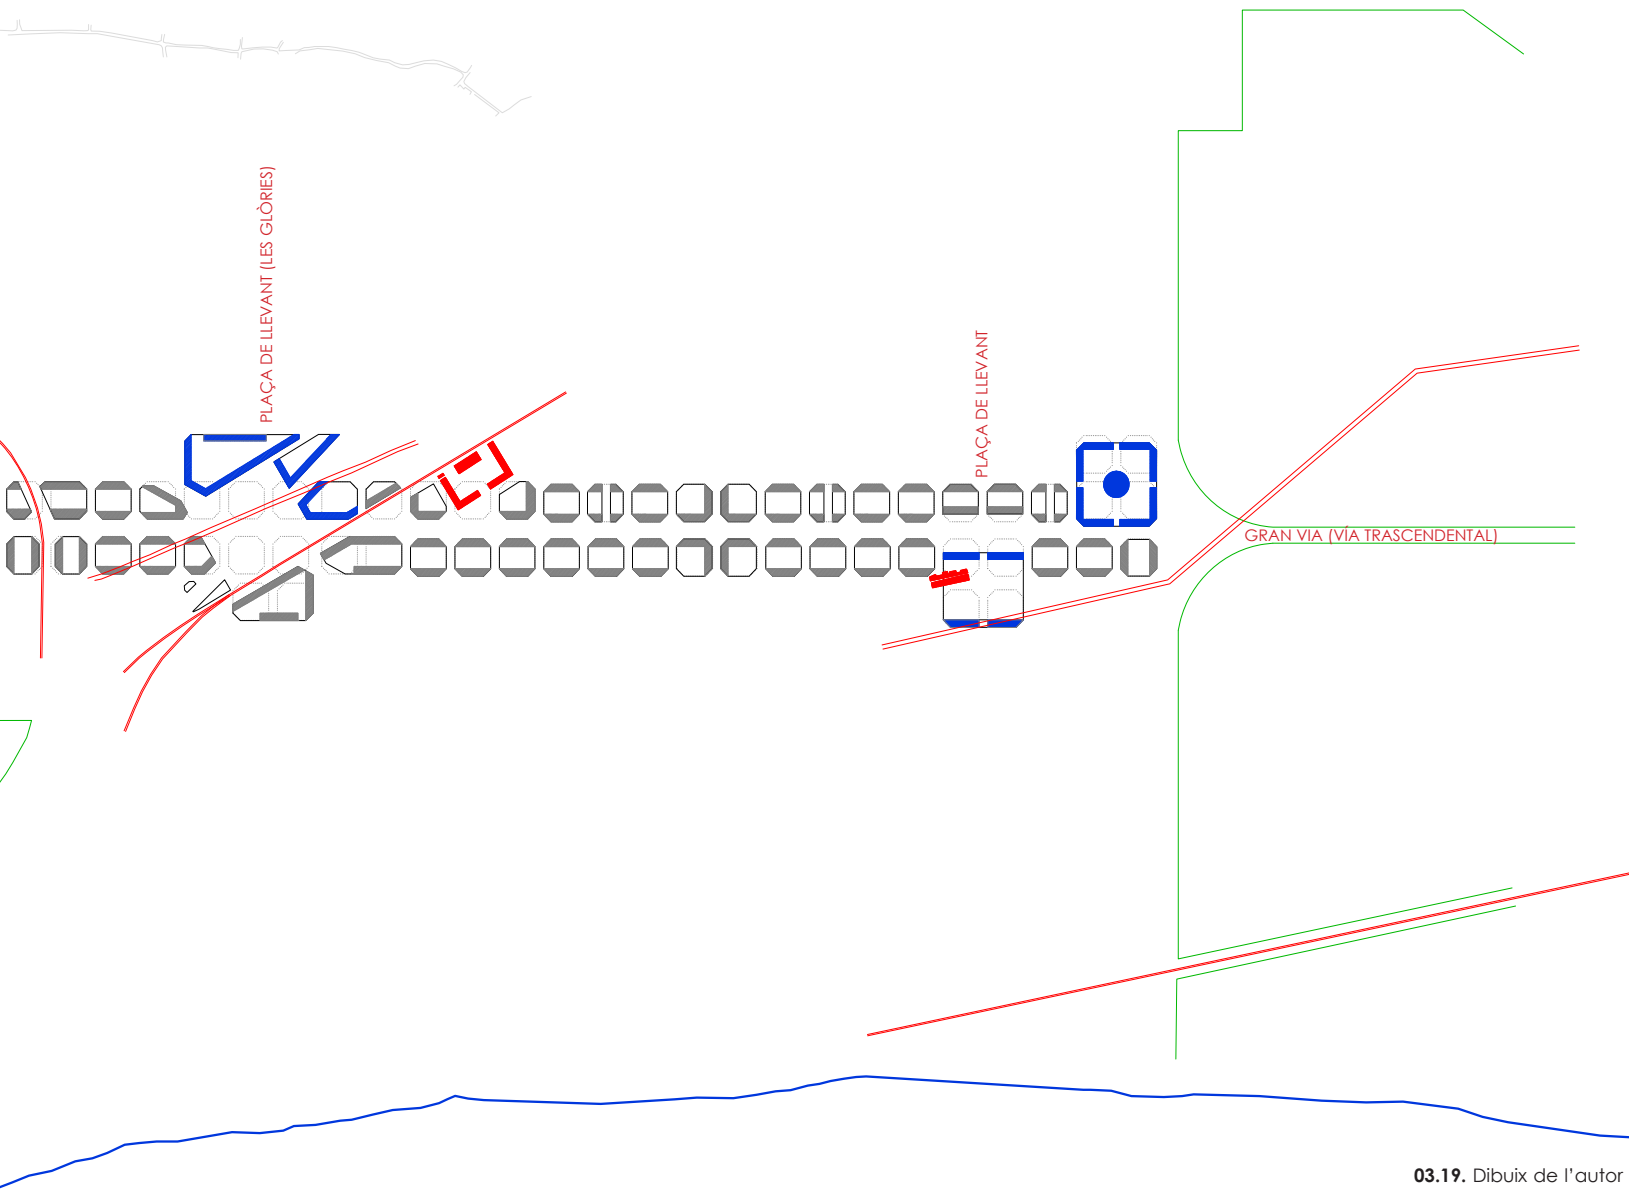 PLAÇA DE LLEVANT (LES GLÒRIES)
PLAÇA DE LLEVANT
GRAN VIA (VÍA TRASCENDENTAL)
03.19. Dibuix de l'autor